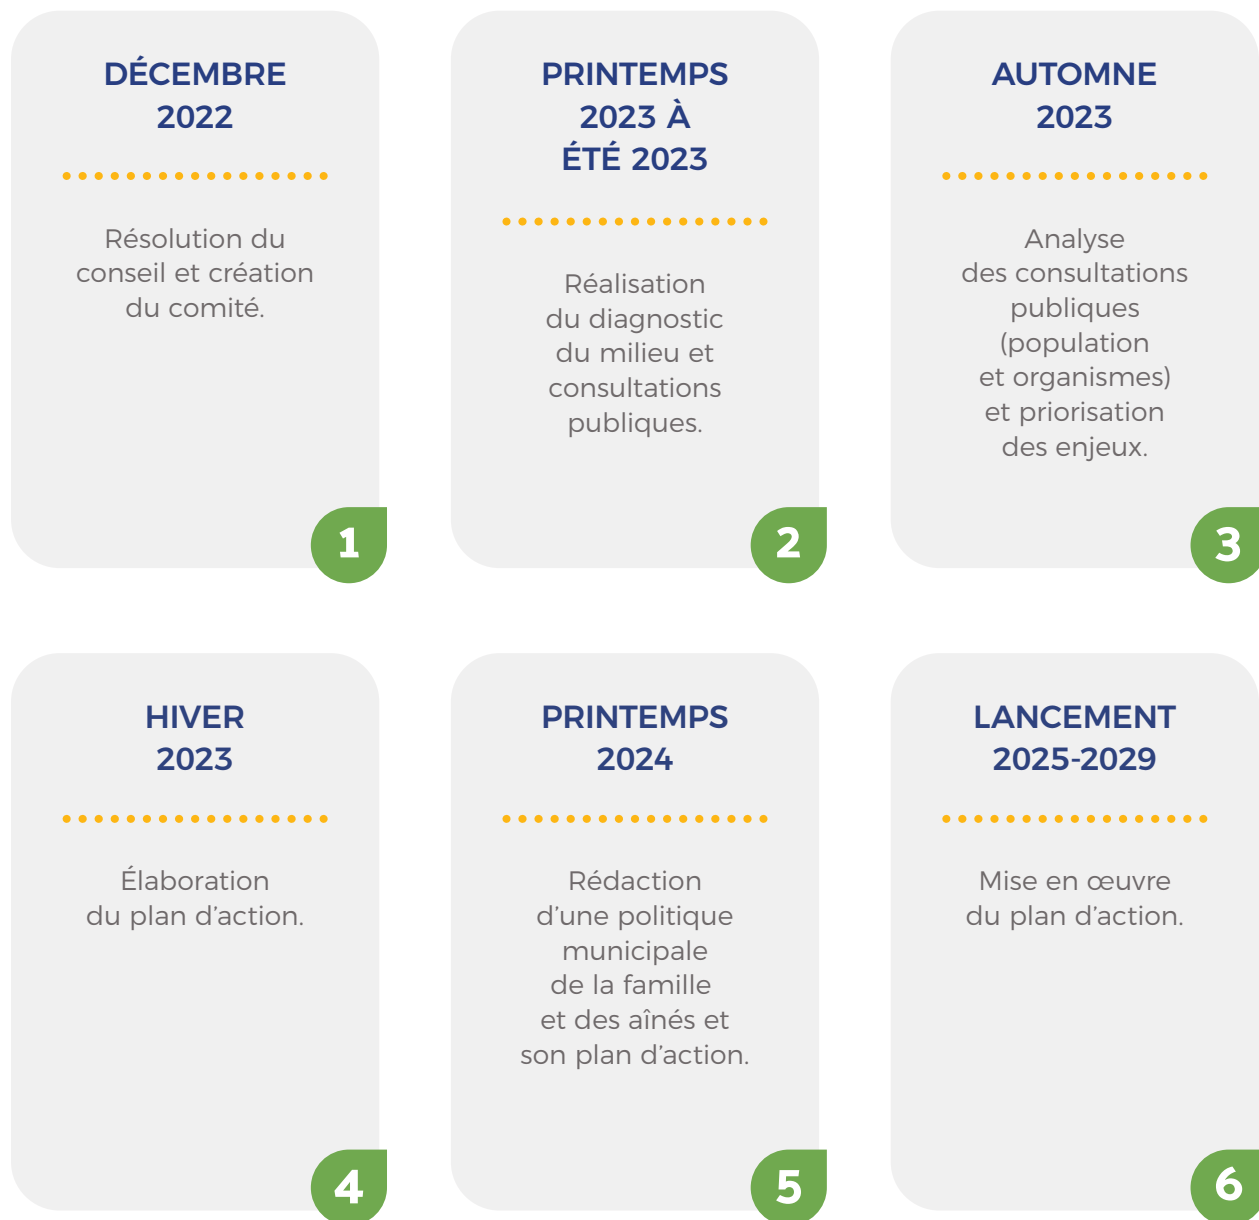 DÉCEMBRE
2022
Résolution du
conseil et création
du comité.
1
PRINTEMPS
2023 À
ÉTÉ 2023
Réalisation
du diagnostic
du milieu et
consultations
publiques.
2
AUTOMNE
2023
Analyse
des consultations
publiques
(population
et organismes)
et priorisation
des enjeux.
3
HIVER
2023
Élaboration
du plan d’action.
4
PRINTEMPS
2024
Rédaction
d’une politique
municipale
de la famille
et des aînés et
son plan d’action.
5
LANCEMENT
2025-2029
Mise en œuvre
du plan d’action.
6